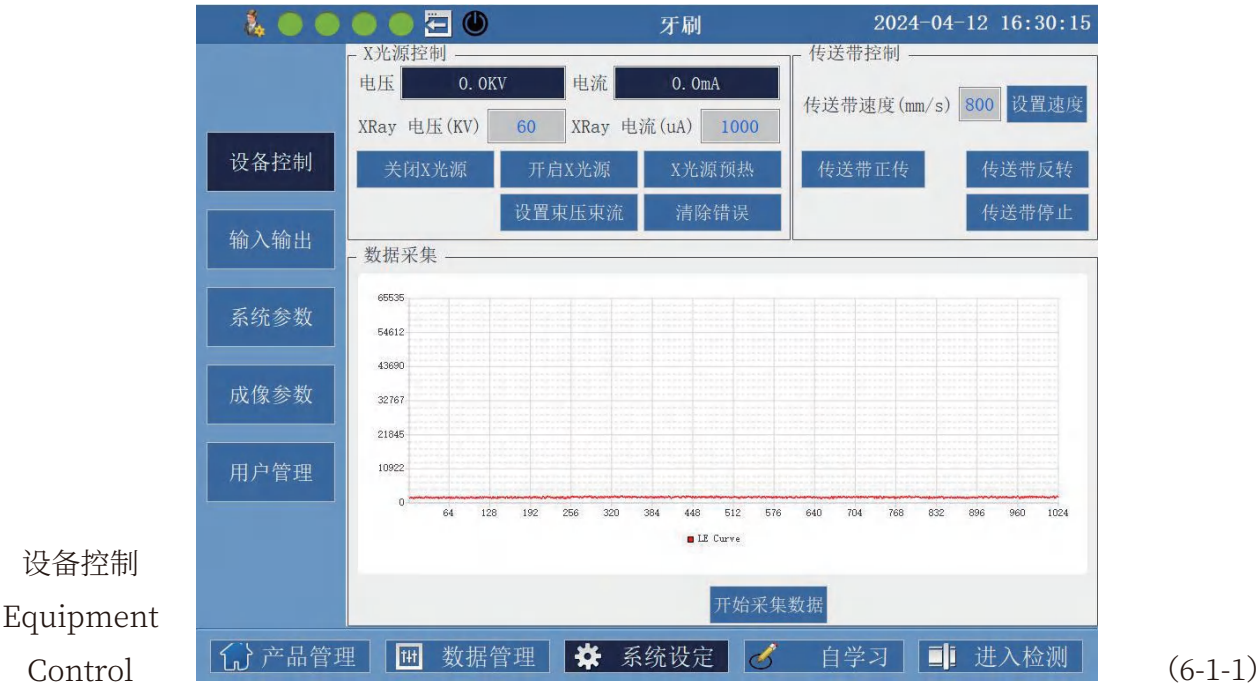 牙刷
2024-04-12 16:30:15
X光源控制
电压 0.0KV 电流 0.0mA
XRay 电压(KV) 60 XRay 电流(uA) 1000
关闭X光源 开启X光源 X光源预热
设置束压束流 清除错误
传送带控制
传送带速度(mm/s) 800 设置速度
传送带正传 传送带反转
传送带停止
设备控制
输入输出
系统参数
成像参数
用户管理
数据采集
65535
54612
43690
32767
21845
10922
0
64 128 192 256 320 384 448 512 576 640 704 768 832 896 960 1024
LE Curve
开始采集数据
产品管理 数据管理 系统设定 自学习 进入检测
设备控制
Equipment
Control
(6-1-1)